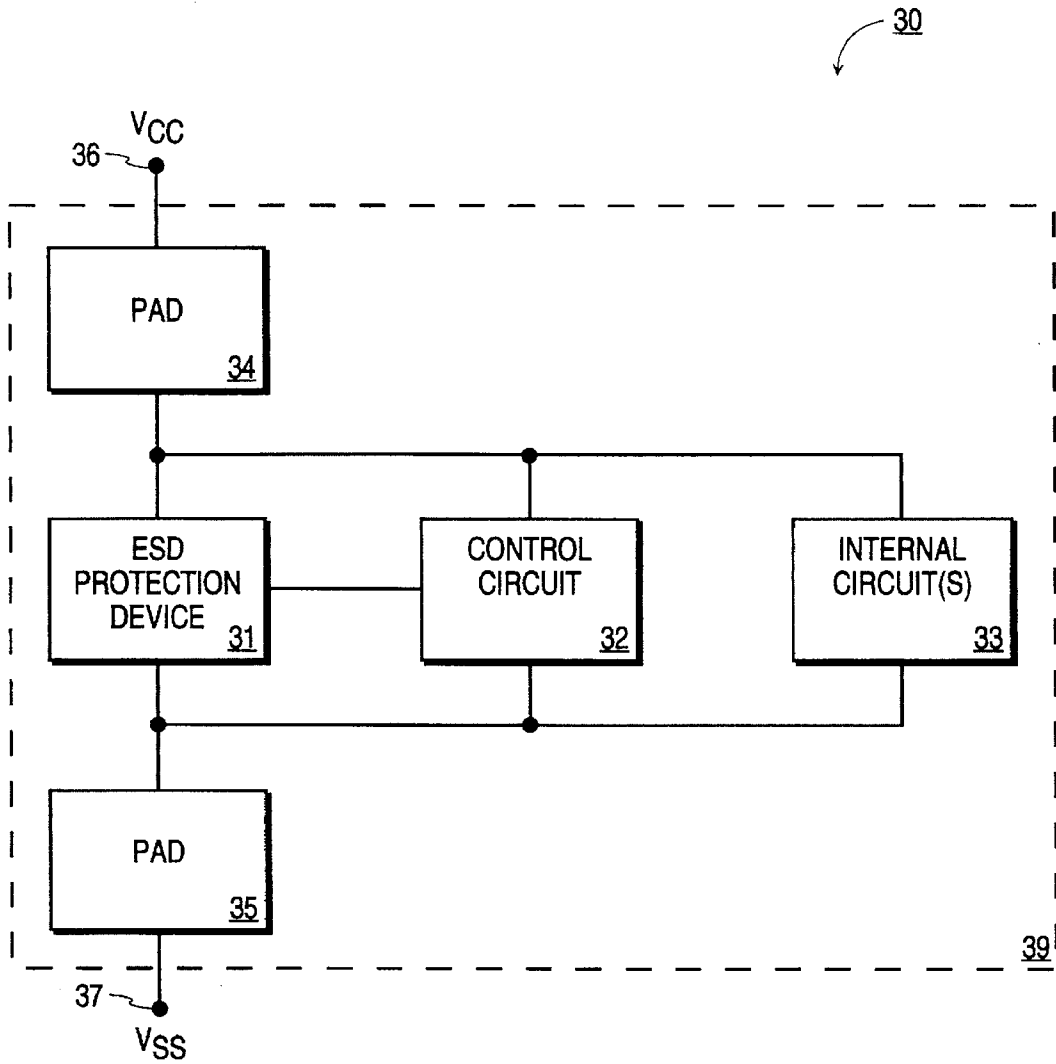 30
VCC
36
PAD
34
ESD
PROTECTION
DEVICE
31
CONTROL
CIRCUIT
32
INTERNAL
CIRCUIT(S)
33
PAD
35
39
37
VSS